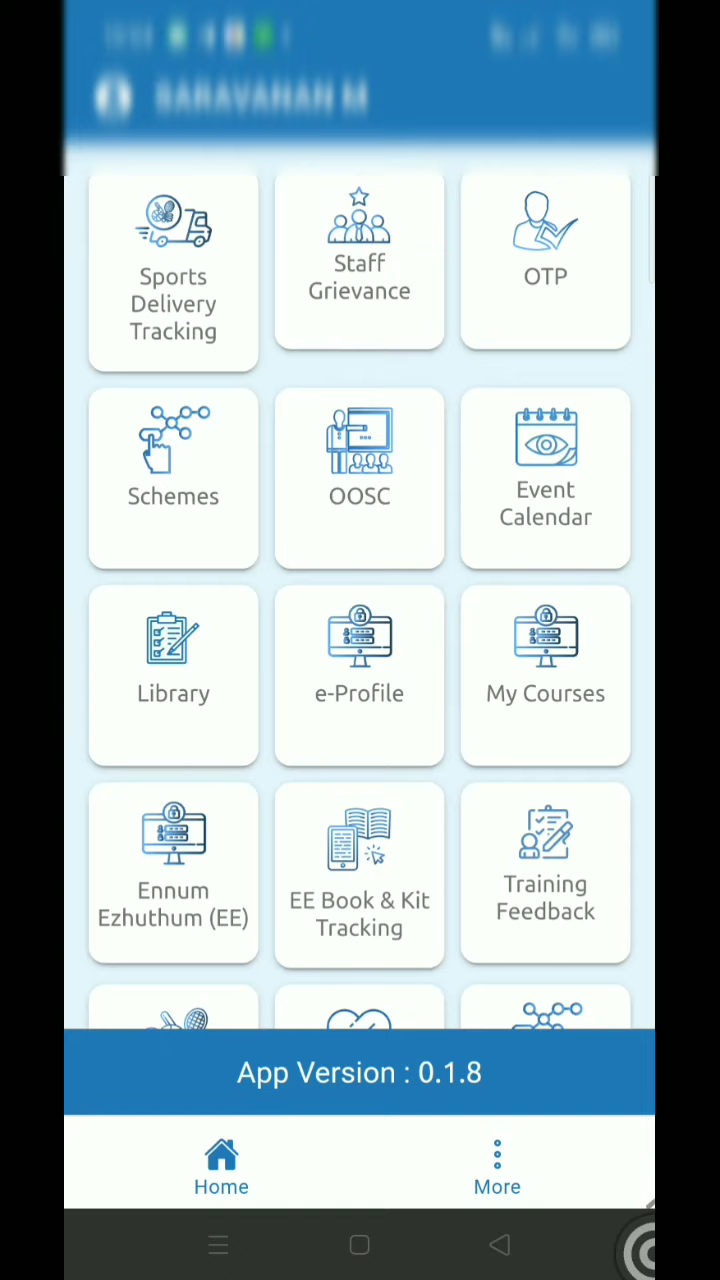 SARAVANAN M
Sports
Delivery
Tracking
Staff
Grievance
OTP
Schemes
OOSC
Event
Calendar
Library
e-Profile
My Courses
Ennum
Ezhuthum (EE)
EE Book & Kit
Tracking
Training
Feedback
App Version : 0.1.8
Home
More